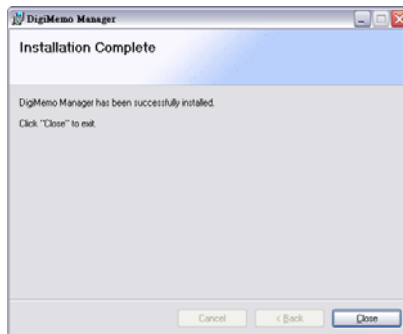 DigiMemo Manager
Installation Complete
DigiMemo Manager has been successfully installed.
Click "Close" to exit.
Cancel < Back Close